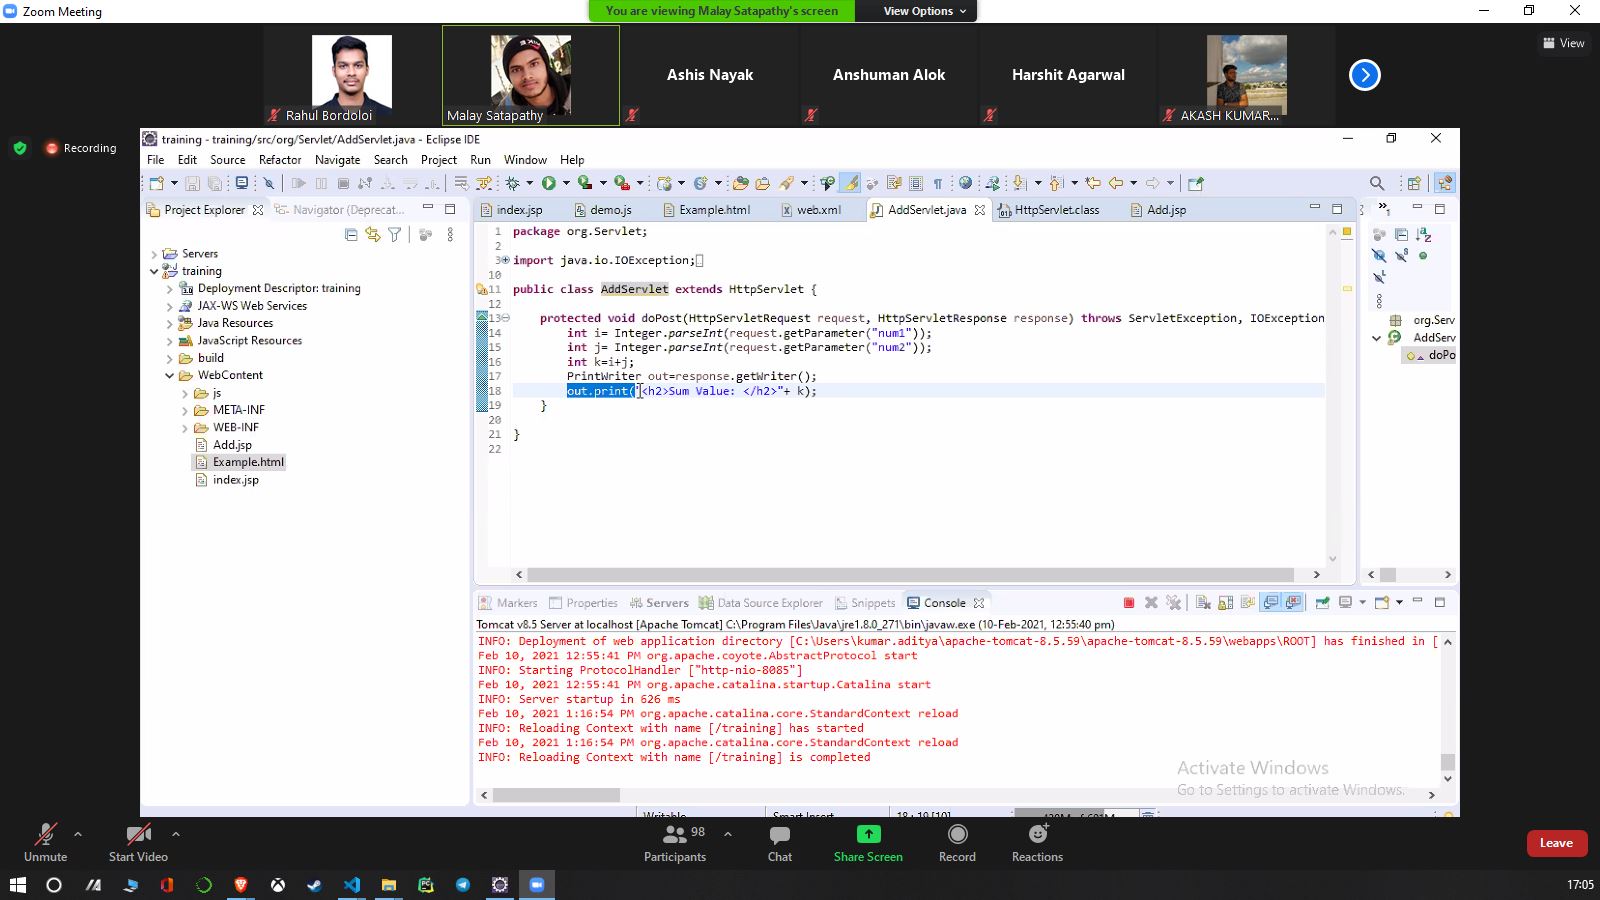 Zoom Meeting
You are viewing Malay Satapathy's screen
View Options
View
Rahul Bordoloi
Malay Satapathy
Ashis Nayak
Anshuman Alok
Harshit Agarwal
AKASH KUMAR...
Recording
training - training/src/org/Servlet/AddServlet.java - Eclipse IDE
File Edit Source Refactor Navigate Search Project Run Window Help
Project Explorer
Navigator (Deprecat...
index.jsp
demo.js
Example.html
web.xml
AddServlet.java
HttpServlet.class
Add.jsp
Servers
training
Deployment Descriptor: training
JAX-WS Web Services
Java Resources
JavaScript Resources
build
WebContent
js
META-INF
WEB-INF
Add.jsp
Example.html
index.jsp
1 package org.Servlet;
2
3 import java.io.IOException;
10
11 public class AddServlet extends HttpServlet {
12
13 protected void doPost(HttpServletRequest request, HttpServletResponse response) throws ServletException, IOException
14 int i= Integer.parseInt(request.getParameter("num1"));
15 int j= Integer.parseInt(request.getParameter("num2"));
16 int k=i+j;
17 PrintWriter out=response.getWriter();
18 out.print("<h2>Sum Value: </h2>"+ k);
19 }
20
21 }
22
org.Serv
AddServ
doPo
Markers
Properties
Servers
Data Source Explorer
Snippets
Console
Tomcat v8.5 Server at localhost [Apache Tomcat] C:\Program Files\Java\jre1.8.0_271\bin\javaw.exe (10-Feb-2021, 12:55:40 pm)
INFO: Deployment of web application directory [C:\Users\kumar.aditya\apache-tomcat-8.5.59\apache-tomcat-8.5.59\webapps\ROOT] has finished in [
Feb 10, 2021 12:55:41 PM org.apache.coyote.AbstractProtocol start
INFO: Starting ProtocolHandler ["http-nio-8085"]
Feb 10, 2021 12:55:41 PM org.apache.catalina.startup.Catalina start
INFO: Server startup in 626 ms
Feb 10, 2021 1:16:54 PM org.apache.catalina.core.StandardContext reload
INFO: Reloading Context with name [/training] has started
Feb 10, 2021 1:16:54 PM org.apache.catalina.core.StandardContext reload
INFO: Reloading Context with name [/training] is completed
Activate Windows
Go to Settings to activate Windows.
Writable
Smart Insert
18 : 19 [10]
Unmute
Start Video
Participants
98
Chat
Share Screen
Record
Reactions
Leave
17:05